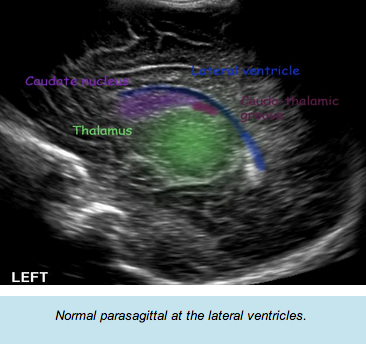 Lateral ventricle
Caudate nucleus
Caudo-thalamic
groove
Thalamus
LEFT
Normal parasagittal at the lateral ventricles.